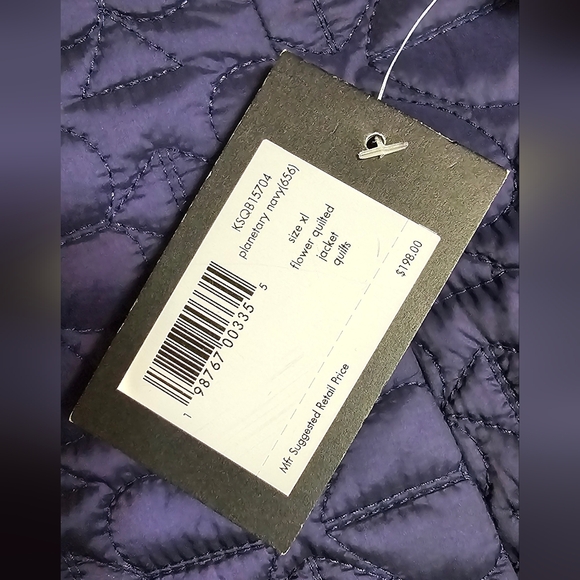 KSQB15704
planetary navy(656)
size xl
flower quilted
jacket
quilts
1 98767 00335 5
$198.00
Mfr Suggested Retail Price